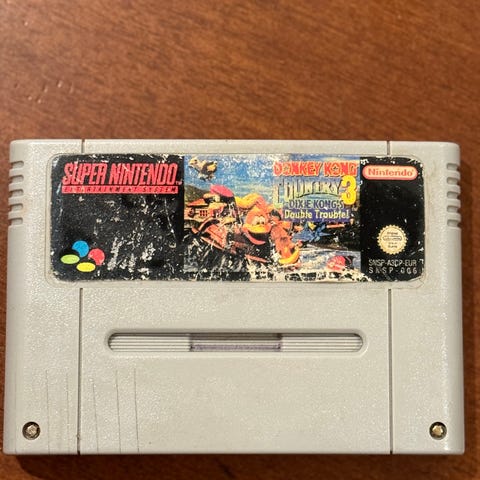 SUPER NINTENDO
ENTERTAINMENT SYSTEM
DONKEY KONG
COUNTRY 3
DIXIE KONG'S
Double Trouble!
Nintendo
SNSP-A3CP-EUR
SNSP-006